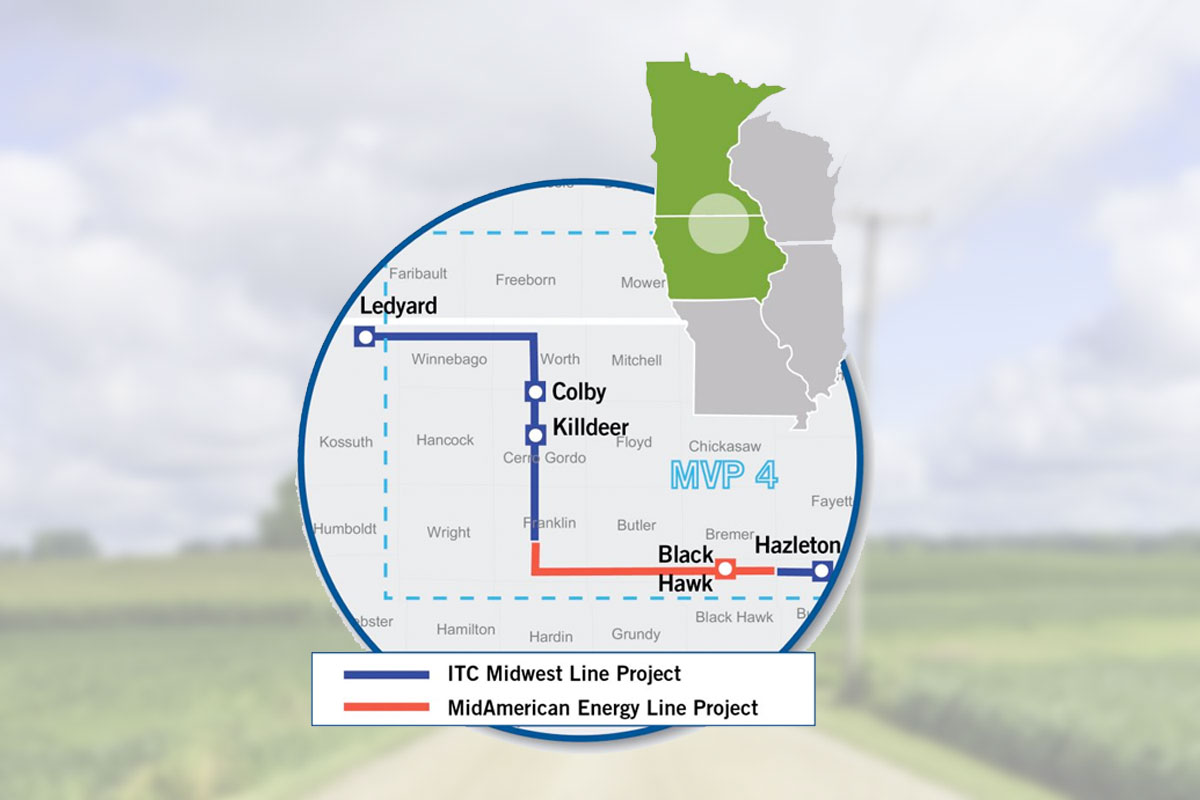 Faribault
Freeborn
Mower
Ledyard
Winnebago
Worth
Mitchell
Colby
Killdeer
Kossuth
Hancock
Floyd
Chickasaw
Cerro Gordo
MVP 4
Fayett
Humboldt
Wright
Franklin
Butler
Bremer
Black
Hawk
Hazleton
ebster
Hamilton
Hardin
Grundy
Black Hawk
ITC Midwest Line Project
MidAmerican Energy Line Project